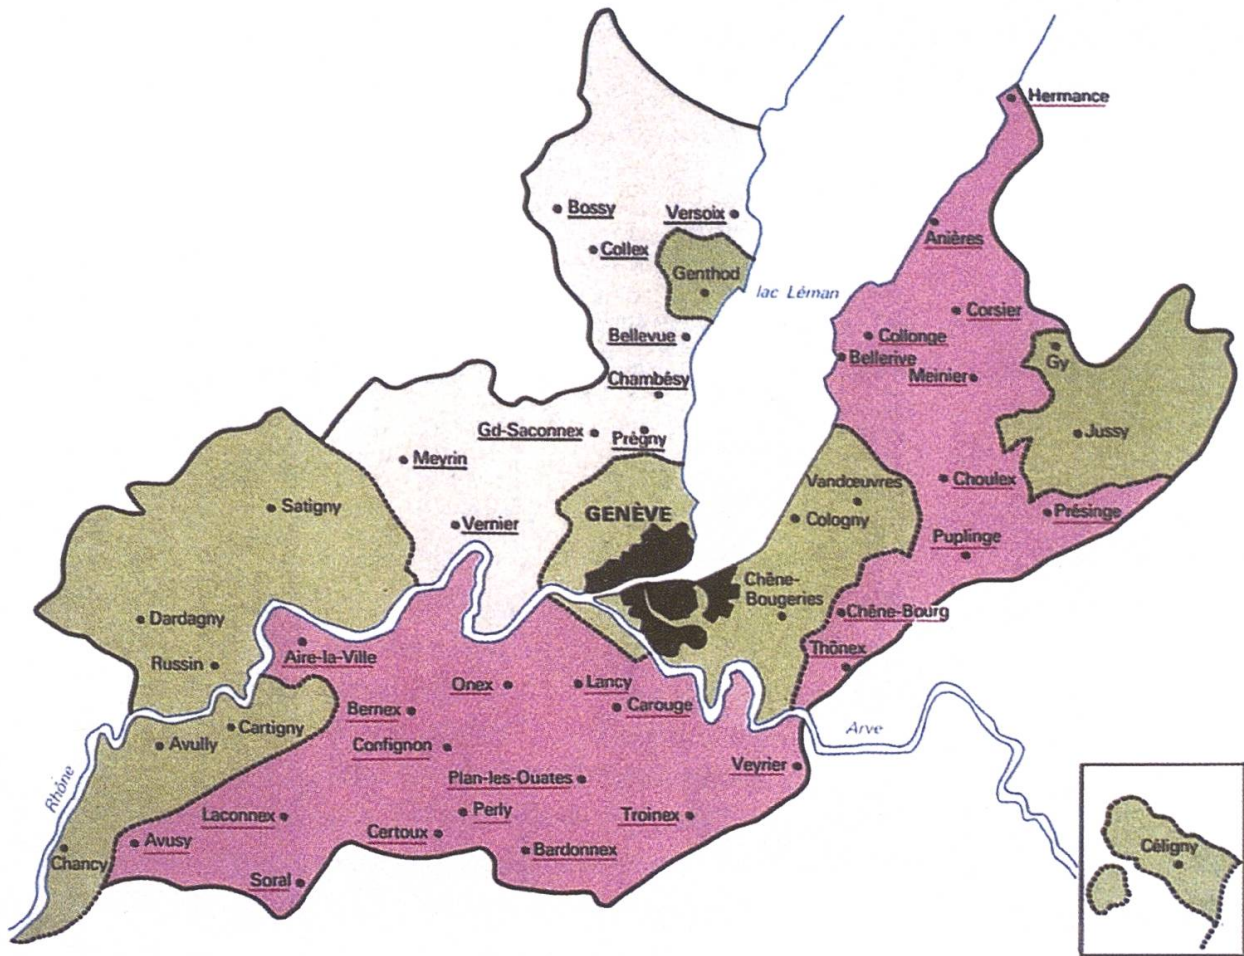 Hermance
Bossy
Versoix
Anières
Collex
Genthod
lac Léman
Corsier
Bellevue
Collonge
Bellerive
Gy
Meinier
Chambésy
Gd-Saconnex
Prègny
Jussy
Meyrin
Vandœuvres
Choulex
Satigny
GENÈVE
Cologny
Présinge
Vernier
Puplinge
Chêne-
Bougeries
Dardagny
Chêne-Bourg
Russin
Aire-la-Ville
Thônex
Onex
Lancy
Bernex
Carouge
Cartigny
Arve
Avully
Confignon
Veyrier
Rhône
Plan-les-Ouates
Laconnex
Perly
Troinex
Certoux
Avusy
Bardonnex
Chancy
Céligny
Soral